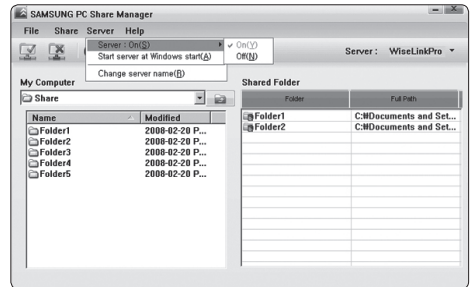 SAMSUNG PC Share Manager
File Share Server Help
Server : On(S) On(Y)
Start server at Windows start(A) Off(N)
Change server name(R)
Server : WiseLinkPro
My Computer Shared Folder
Share Folder Full Path
Name Modified
Folder1 2008-02-20 P...
Folder2 2008-02-20 P...
Folder3 2008-02-20 P...
Folder4 2008-02-20 P...
Folder5 2008-02-20 P...
Folder1 C:₩Documents and Set...
Folder2 C:₩Documents and Set...